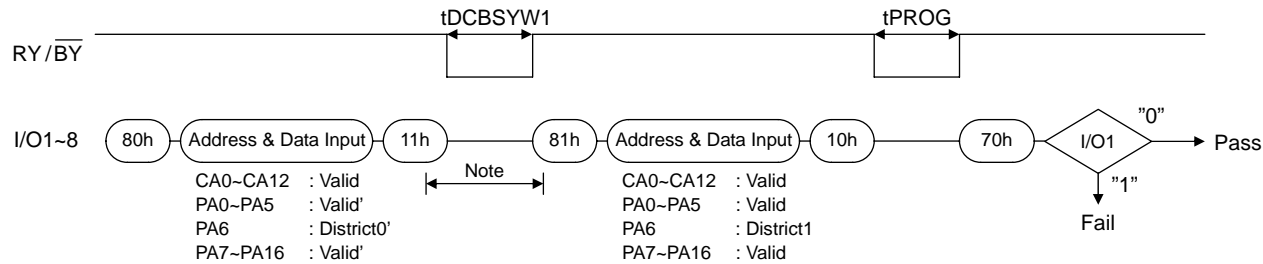 tDCBSYW1 tPROG
RY/BY
I/O1~8 80h Address & Data Input 11h 81h Address & Data Input 10h 70h I/O1 "0" Pass
Note "1"
Fail
CA0~CA12 : Valid
PA0~PA5 : Valid'
PA6 : District0'
PA7~PA16 : Valid'
CA0~CA12 : Valid
PA0~PA5 : Valid
PA6 : District1
PA7~PA16 : Valid